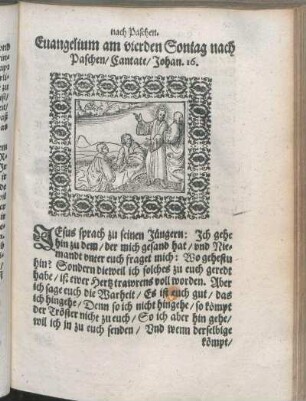 nach Paschen.
Euangelium am vierden Sontag nach
Paschen/ Cantate/ Johan. 16.
JEsus sprach zu seinen Jüngern: Ich gehe
hin zu dem/ der mich gesand hat/ vnd Nie-
mandt vnter euch fraget mich: Wo gehestu
hin? Sondern dieweil ich solches zu euch geredt
habe/ ist ewer Hertz trawrens voll worden. Aber
ich sage euch die Warheit/ Es ist euch gut/ das
ich hingehe/ Denn so ich nicht hingehe/ so kömpt
der Tröster nicht zu euch/ So ich aber hin gehe/
wil ich jn zu euch senden/ Vnd wenn derselbige
kömpt/